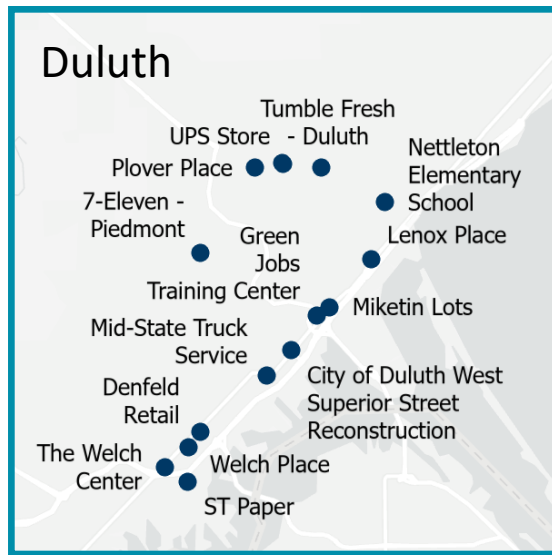 Duluth
Tumble Fresh
- Duluth
UPS Store
Plover Place
Nettleton
Elementary
School
7-Eleven -
Piedmont
Green
Jobs
Training Center
Lenox Place
Miketin Lots
Mid-State Truck
Service
City of Duluth West
Superior Street
Reconstruction
Denfeld
Retail
The Welch
Center
Welch Place
ST Paper